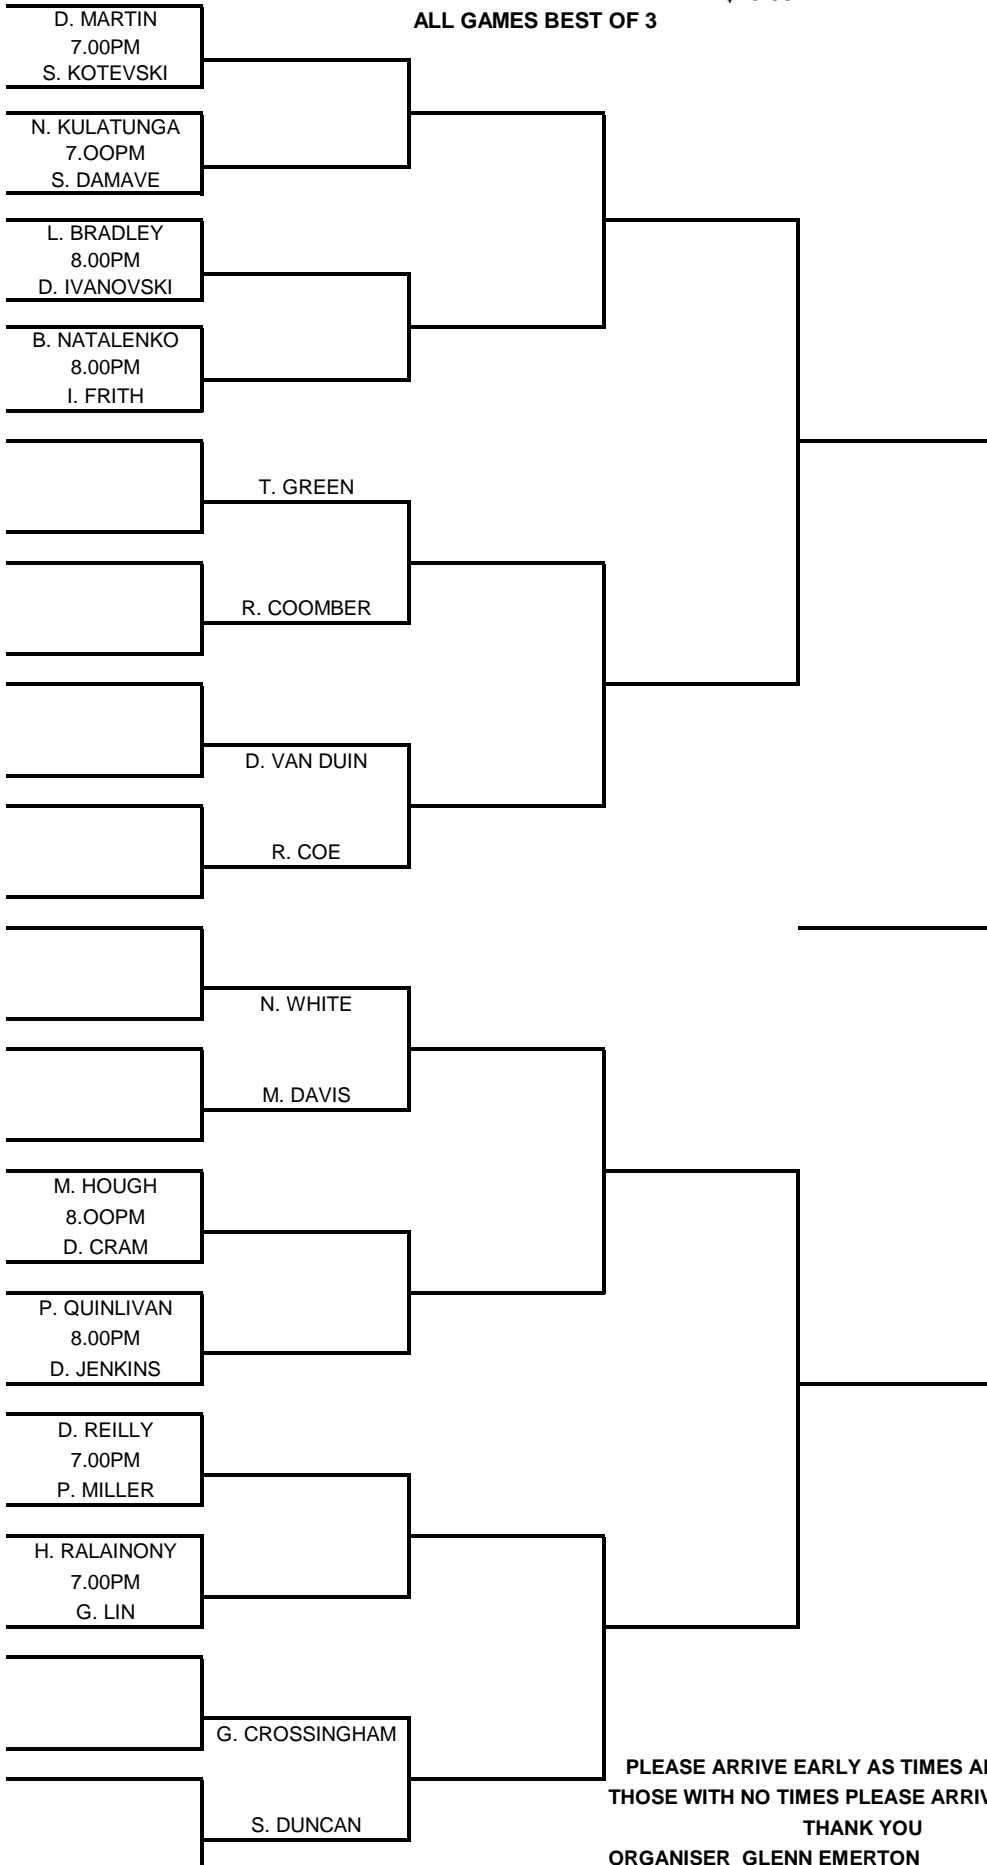 ALL GAMES BEST OF 3
D. MARTIN
7.00PM
S. KOTEVSKI
N. KULATUNGA
7.OOPM
S. DAMAVE
L. BRADLEY
8.00PM
D. IVANOVSKI
B. NATALENKO
8.00PM
I. FRITH
T. GREEN
R. COOMBER
D. VAN DUIN
R. COE
N. WHITE
M. DAVIS
M. HOUGH
8.OOPM
D. CRAM
P. QUINLIVAN
8.00PM
D. JENKINS
D. REILLY
7.00PM
P. MILLER
H. RALAINONY
7.00PM
G. LIN
G. CROSSINGHAM
S. DUNCAN
PLEASE ARRIVE EARLY AS TIMES
THOSE WITH NO TIMES PLEASE
THANK YOU
ORGANISER GLENN EMERTON